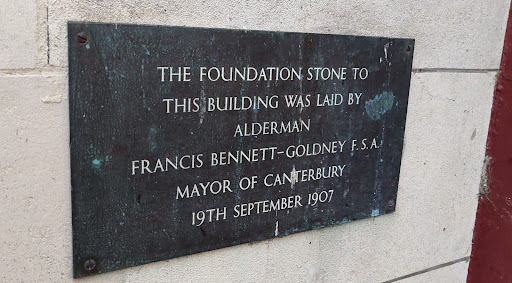 THE FOUNDATION STONE TO
THIS BUILDING WAS LAID BY
ALDERMAN
FRANCIS BENNETT-GOLDNEY F.S.A.
MAYOR OF CANTERBURY
19TH SEPTEMBER 1907